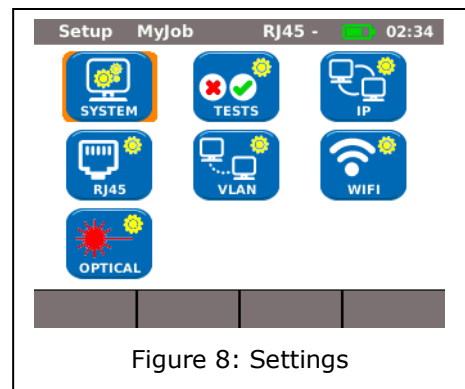 Setup MyJob RJ45 - 02:34
SYSTEM TESTS IP
RJ45 VLAN WIFI
OPTICAL
Figure 8: Settings